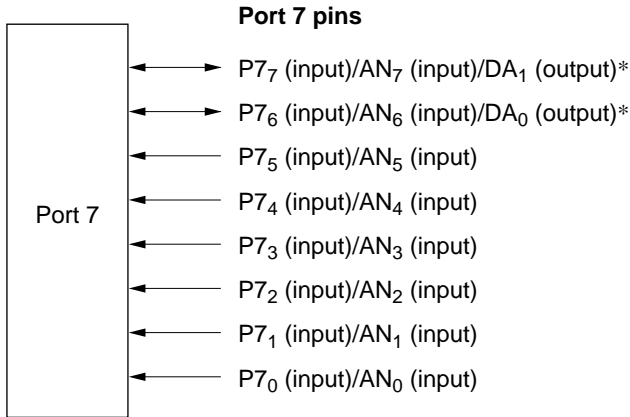 Port 7 pins
P7₇ (input)/AN₇ (input)/DA₁ (output)*
P7₆ (input)/AN₆ (input)/DA₀ (output)*
P7₅ (input)/AN₅ (input)
Port 7
P7₄ (input)/AN₄ (input)
P7₃ (input)/AN₃ (input)
P7₂ (input)/AN₂ (input)
P7₁ (input)/AN₁ (input)
P7₀ (input)/AN₀ (input)